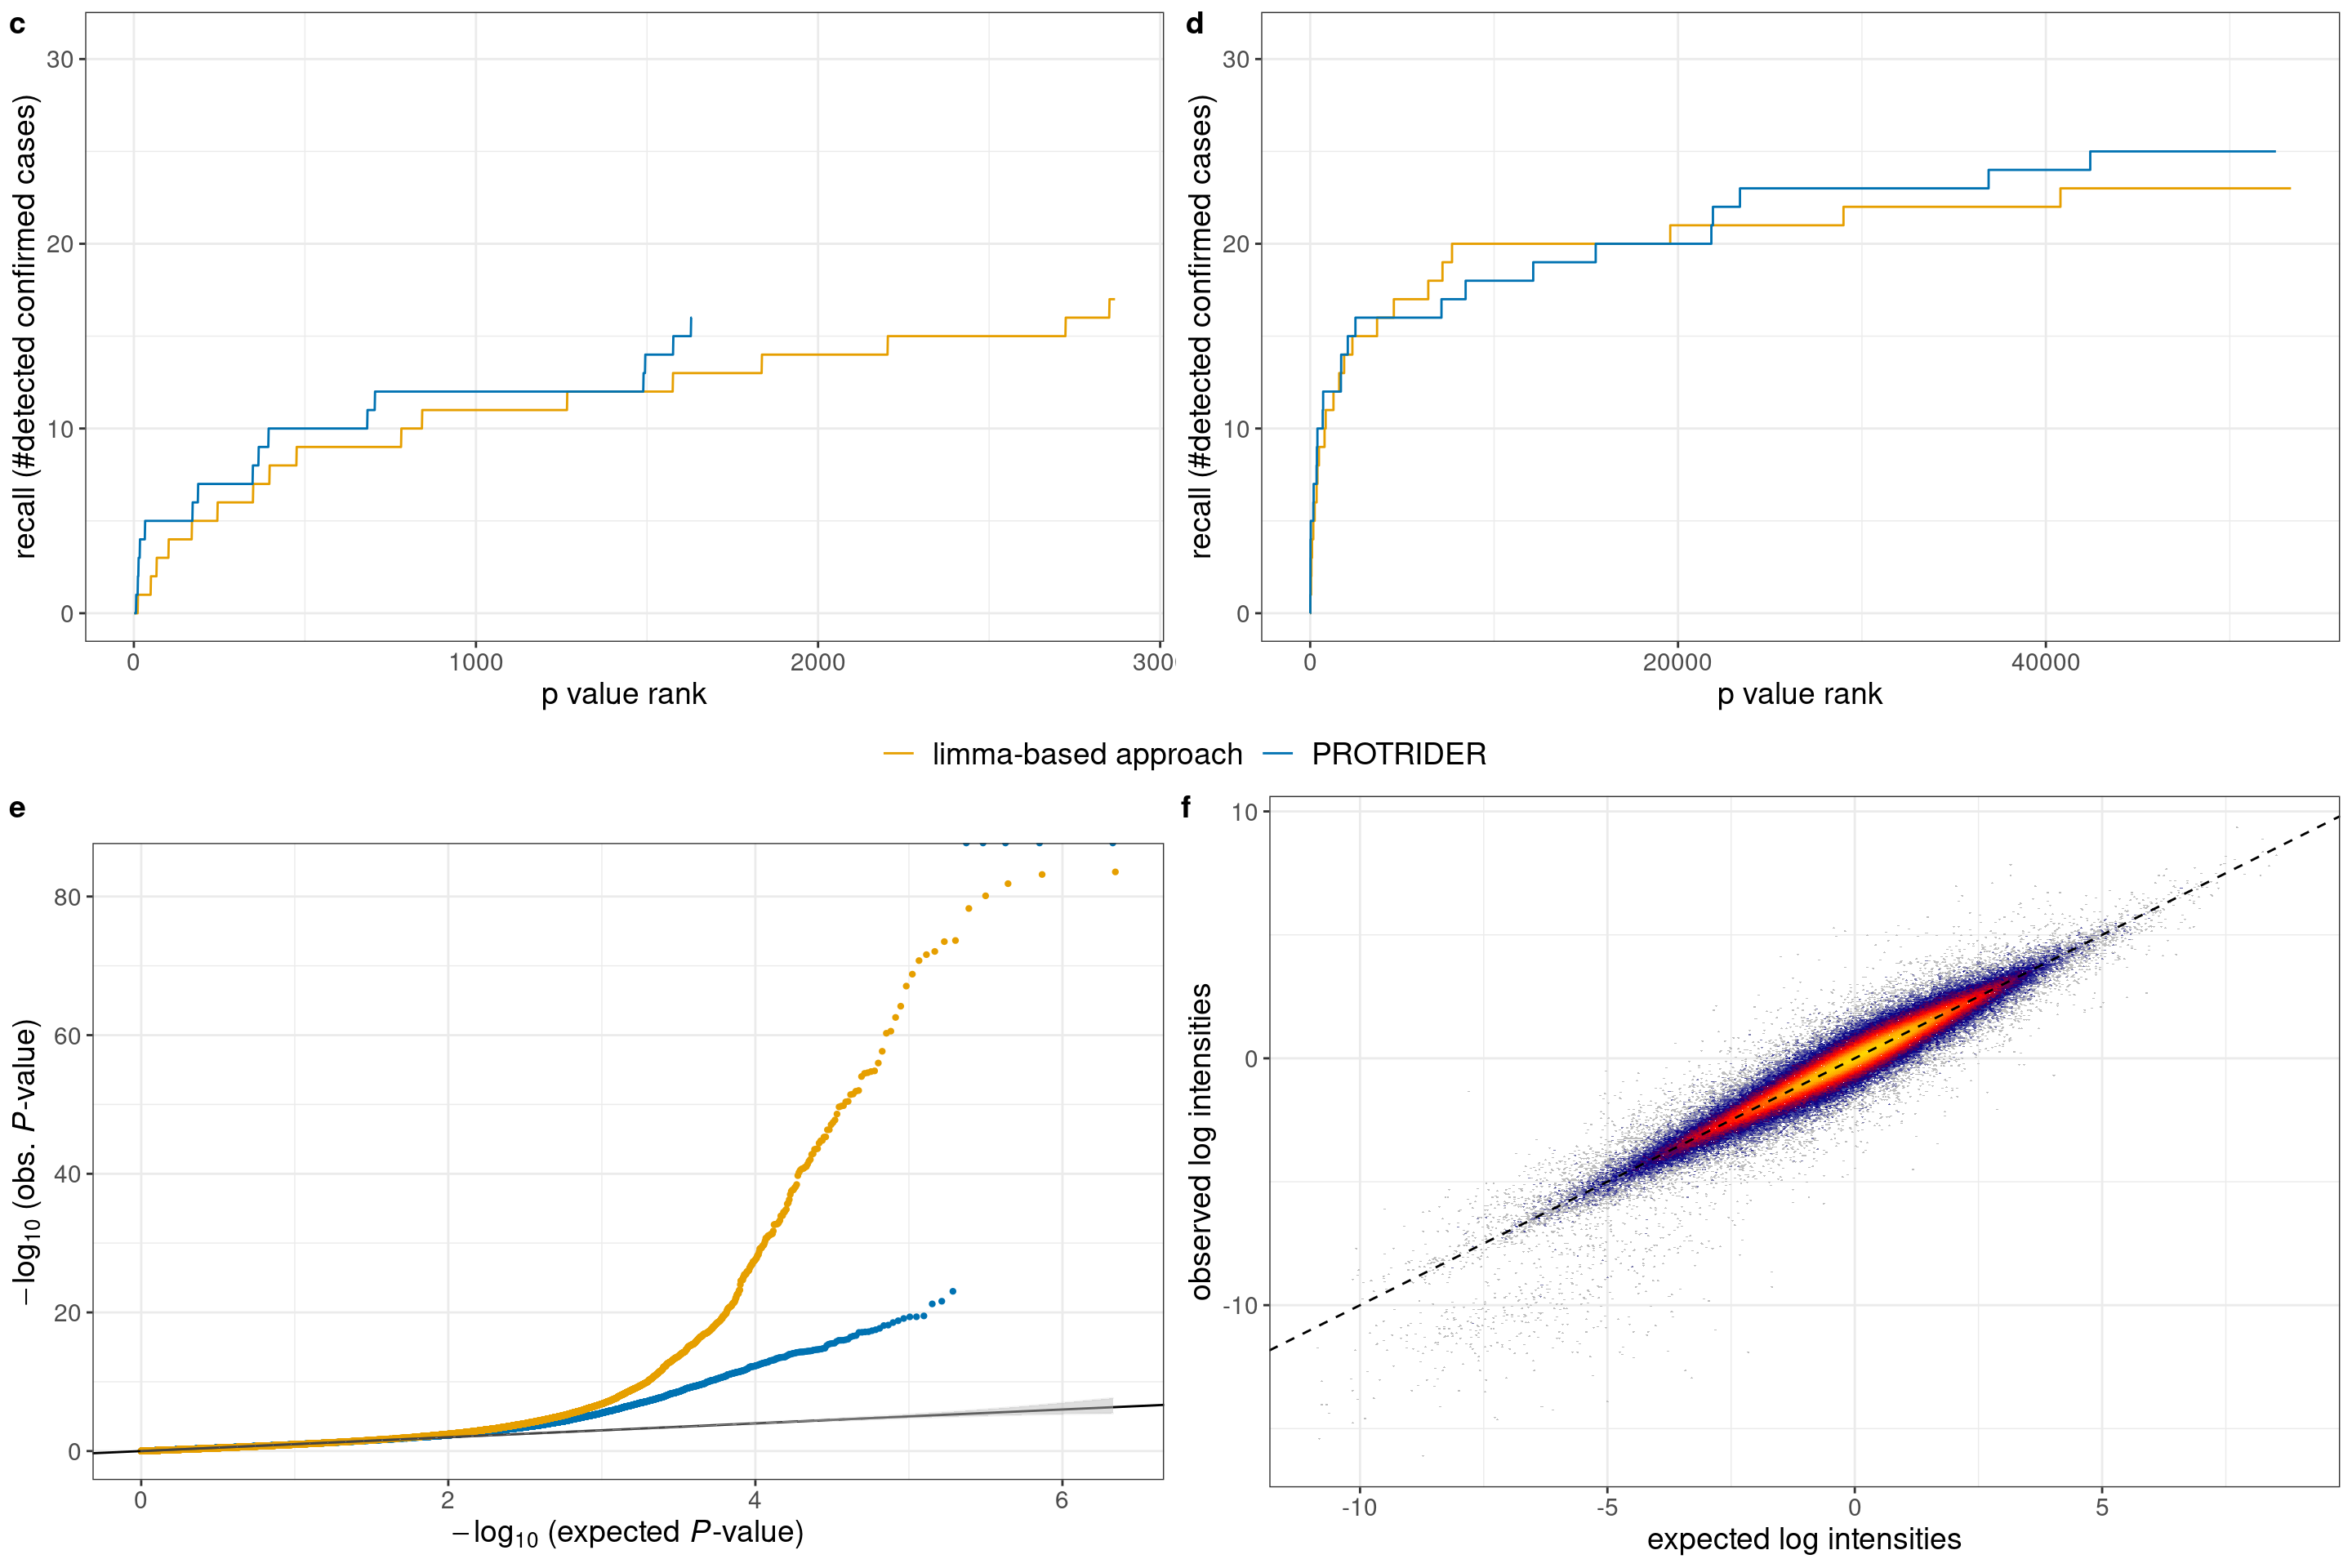 c
recall (#detected confirmed cases)
30
20
10
0
0 1000 2000 300
p value rank
d
recall (#detected confirmed cases)
30
20
10
0
0 20000 40000
p value rank
limma-based approach PROTRIDER
e
−log10 (obs. P-value)
80
60
40
20
0
0 2 4 6
−log10 (expected P-value)
f
observed log intensities
10
0
-10
-10 -5 0 5
expected log intensities